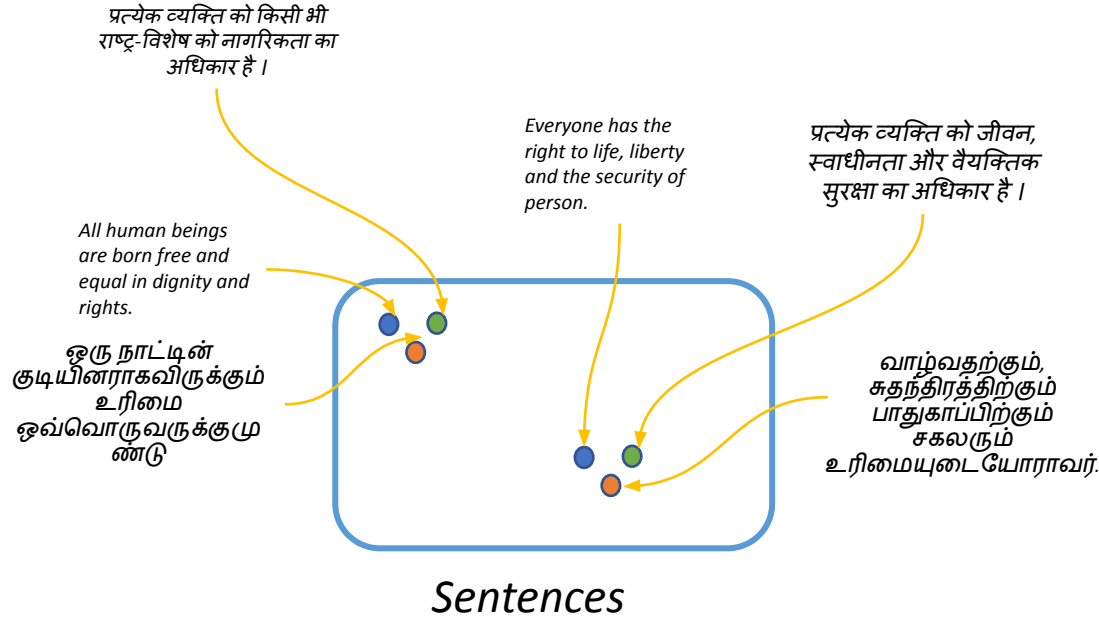 प्रत्येक व्यक्ति को किसी भी
राष्ट्र-विशेष को नागरिकता का
अधिकार है ।
Everyone has the
right to life, liberty
and the security of
person.
प्रत्येक व्यक्ति को जीवन,
स्वाधीनता और वैयक्तिक
सुरक्षा का अधिकार है ।
All human beings
are born free and
equal in dignity and
rights.
ஒரு நாட்டின்
குடியினராகவிருக்கும்
உரிமை
ஒவ்வொருவருக்குமு
ண்டு
வாழ்வதற்கும்,
சுதந்திரத்திற்கும்
பாதுகாப்பிற்கும்
சகலரும்
உரிமையுடையோராவர்.
Sentences